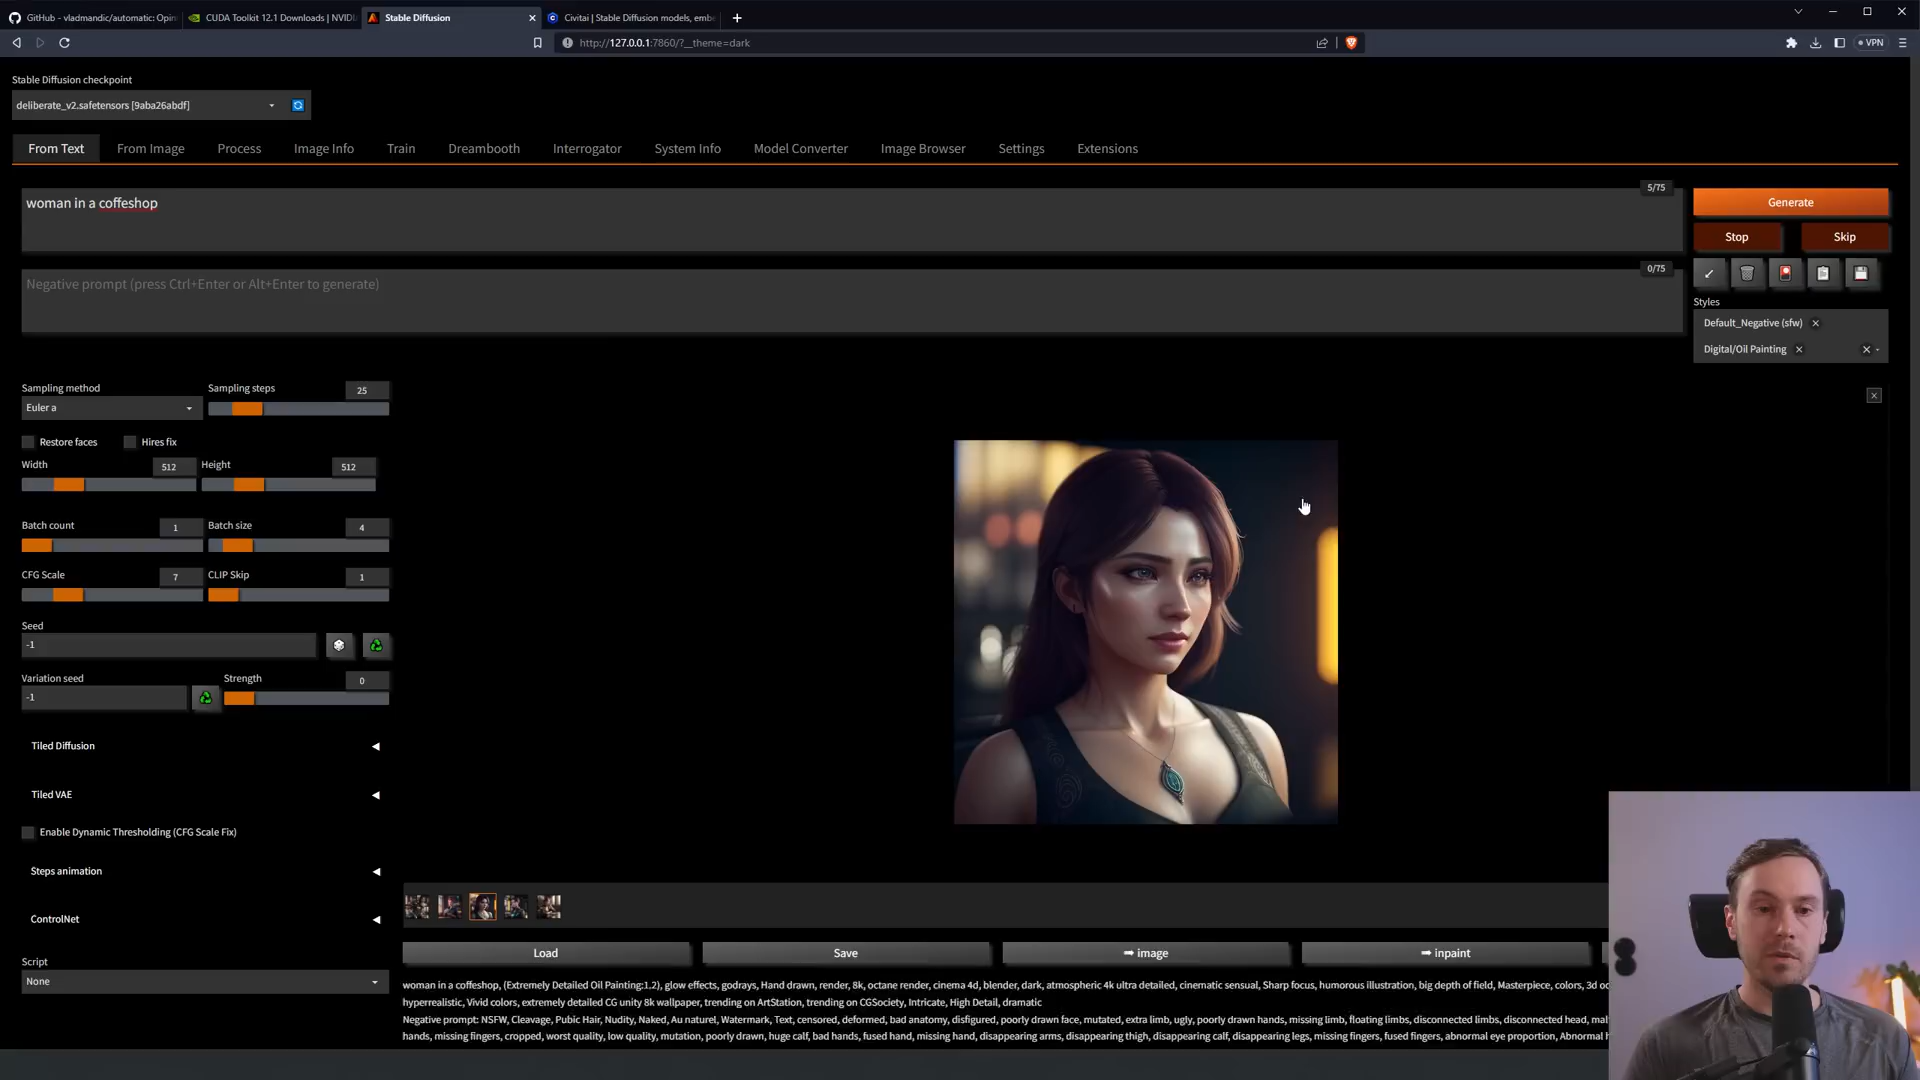 GitHub - vladmandic/automatic: Opin
CUDA Toolkit 12.1 Downloads | NVIDI
Stable Diffusion
Civitai | Stable Diffusion models, embe
http://127.0.0.1:7860/?__theme=dark
VPN
Stable Diffusion checkpoint
deliberate_v2.safetensors [9aba26abdf]
From Text From Image Process Image Info Train Dreambooth Interrogator System Info Model Converter Image Browser Settings Extensions
5/75
woman in a coffeshop
Generate
Stop Skip
0/75
Negative prompt (press Ctrl+Enter or Alt+Enter to generate)
Styles
Default_Negative (sfw)
Digital/Oil Painting
Sampling method Sampling steps 25
Euler a
Restore faces Hires fix
Width 512 Height 512
Batch count 1 Batch size 4
CFG Scale 7 CLIP Skip 1
Seed
-1
Variation seed Strength 0
-1
Tiled Diffusion
Tiled VAE
Enable Dynamic Thresholding (CFG Scale Fix)
Steps animation
ControlNet
Script
None
Load Save ➡ image ➡ inpaint
woman in a coffeshop, (Extremely Detailed Oil Painting:1.2), glow effects, godrays, Hand drawn, render, 8k, octane render, cinema 4d, blender, dark, atmospheric 4k ultra detailed, cinematic sensual, Sharp focus, humorous illustration, big depth of field, Masterpiece, colors, 3d oc
hyperrealistic, Vivid colors, extremely detailed CG unity 8k wallpaper, trending on ArtStation, trending on CGSociety, Intricate, High Detail, dramatic
Negative prompt: NSFW, Cleavage, Pubic Hair, Nudity, Naked, Au naturel, Watermark, Text, censored, deformed, bad anatomy, disfigured, poorly drawn face, mutated, extra limb, ugly, poorly drawn hands, missing limb, floating limbs, disconnected limbs, disconnected head, mal
hands, missing fingers, cropped, worst quality, low quality, mutation, poorly drawn, huge calf, bad hands, fused hand, missing hand, disappearing arms, disappearing thigh, disappearing calf, disappearing legs, missing fingers, fused fingers, abnormal eye proportion, Abnormal h